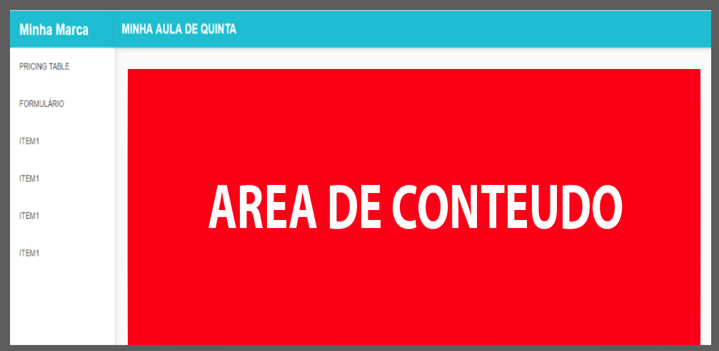 Minha Marca
MINHA AULA DE QUINTA
PRICING TABLE
FORMULÁRIO
ITEM1
ITEM1
ITEM1
ITEM1
AREA DE CONTEUDO